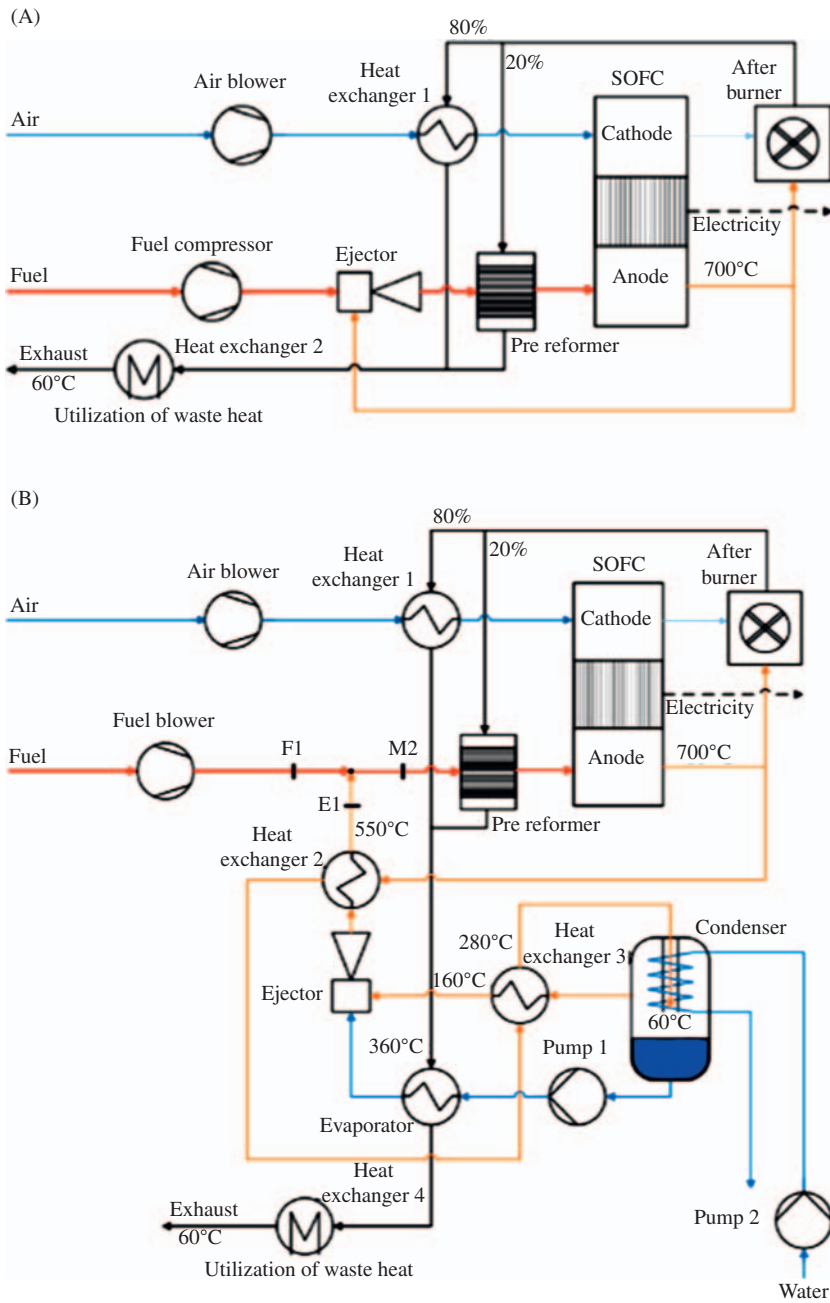 (A)
80%
20%
Air blower
Heat
exchanger 1
SOFC
After
burner
Air
Cathode
Electricity
Fuel compressor
Ejector
Fuel
Anode
700°C
Exhaust
60°C
Heat exchanger 2
Pre reformer
Utilization of waste heat
(B)
80%
20%
Air blower
Heat
exchanger 1
SOFC
After
burner
Air
Cathode
Electricity
Fuel blower
Fuel
F1
M2
Anode
700°C
E1
550°C
Pre reformer
Heat
exchanger 2
280°C
Heat
exchanger 3
Condenser
160°C
Ejector
60°C
360°C
Pump 1
Evaporator
Heat
exchanger 4
Exhaust
60°C
Pump 2
Utilization of waste heat
Water